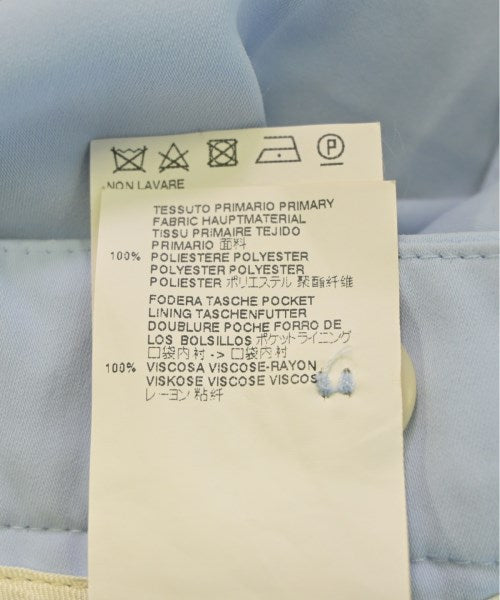 P
NON LAVARE
TESSUTO PRIMARIO PRIMARY
FABRIC HAUPTMATERIAL
TISSU PRIMAIRE TEJIDO
PRIMARIO 面料
100% POLIESTERE POLYESTER
POLYESTER POLYESTER
POLIESTER ポリエステル 聚酯纤维
FODERA TASCHE POCKET
LINING TASCHENFUTTER
DOUBLURE POCHE FORRO DE
LOS BOLSILLOS ポケットライニング
口袋内衬 -> 口袋内衬
100% VISCOSA VISCOSE-RAYON
VISKOSE VISCOSE VISCOS
レーヨン 粘纤